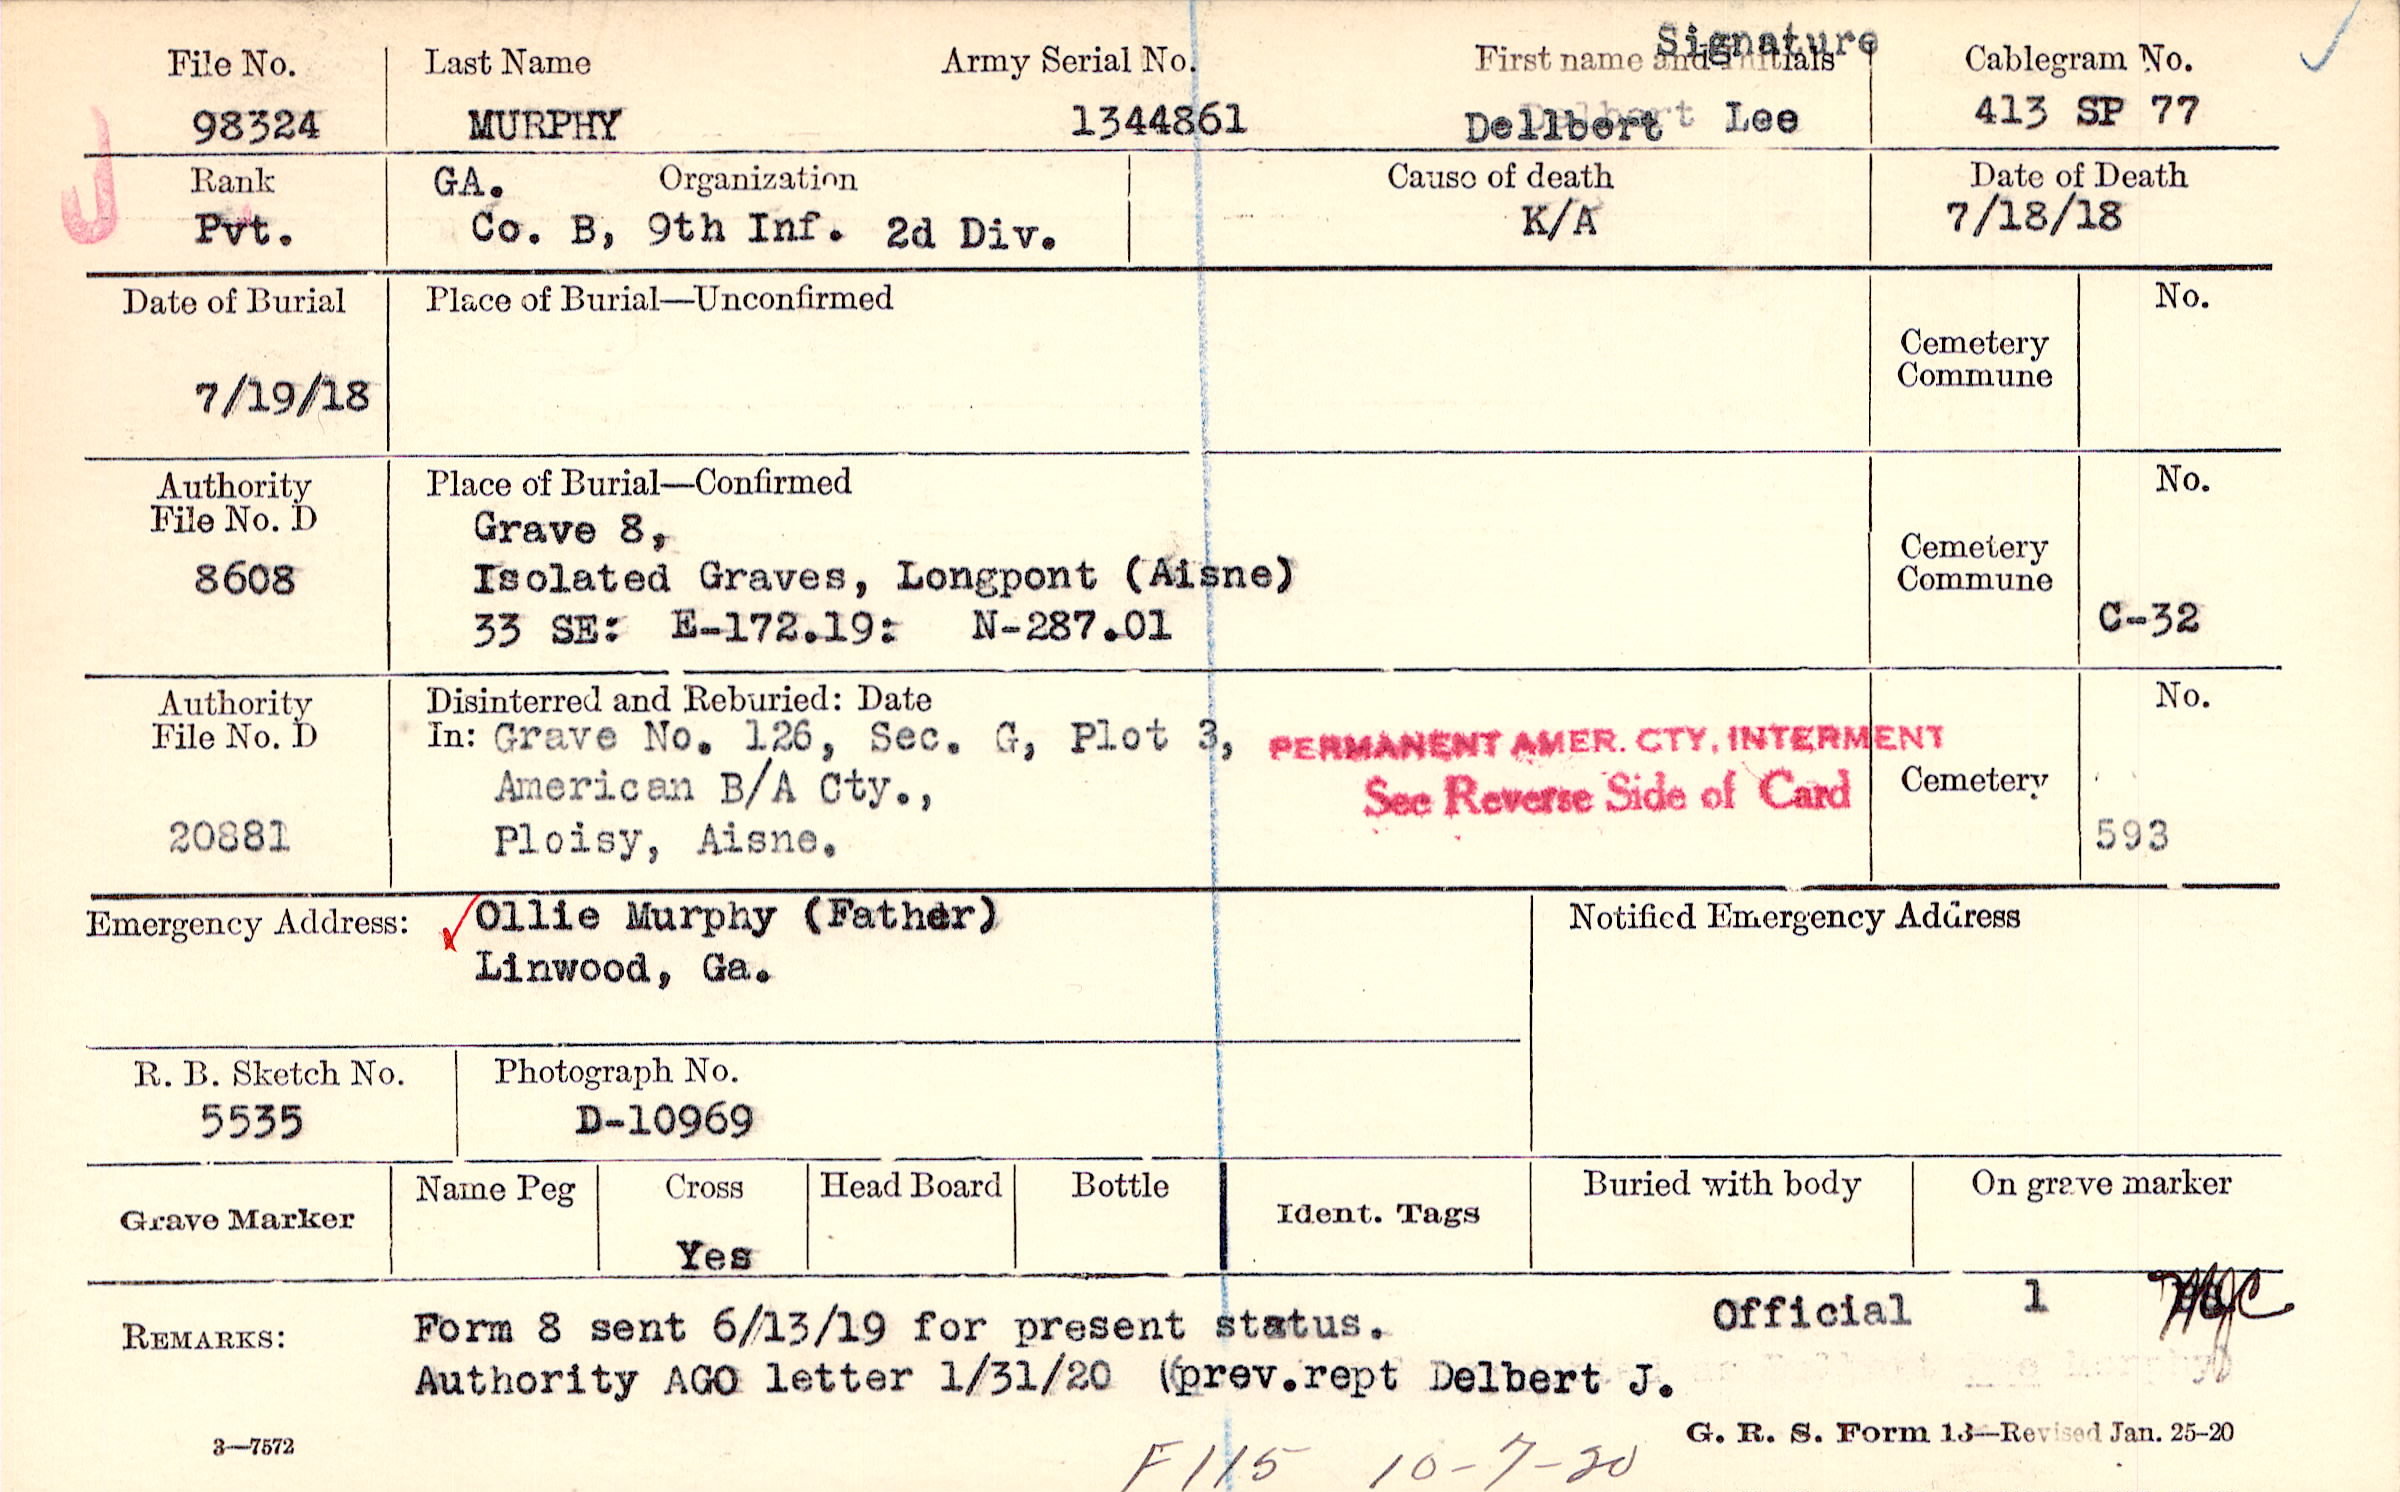 Signature
File No. Last Name Army Serial No. First name and Initials Cablegram No.
98324 MURPHY 1344861 Dellbert Lee 413 SP 77
Rank GA. Organization Cause of death Date of Death
Pvt. Co. B, 9th Inf. 2d Div. K/A 7/18/18
Date of Burial Place of Burial—Unconfirmed No.
Cemetery
Commune
7/19/18
Authority Place of Burial—Confirmed No.
File No. D Grave 8,
Cemetery
8608 Isolated Graves, Longpont (Aisne) Commune
33 SE: E-172.19: N-287.01 C-32
Authority Disinterred and Reburied: Date No.
File No. D In: Grave No. 126, Sec. G, Plot 3, PERMANENT AMER. CTY. INTERMENT
American B/A Cty., See Reverse Side of Card Cemetery
20881 Ploisy, Aisne. 593
Emergency Address: Ollie Murphy (Father) Notified Emergency Address
Linwood, Ga.
R. B. Sketch No. Photograph No.
5535 D-10969
Grave Marker Name Peg Cross Head Board Bottle Ident. Tags Buried with body On grave marker
Yes
REMARKS: Form 8 sent 6/13/19 for present status. Official 1
Authority AGO letter 1/31/20 (prev.rept Delbert J.
3—7572 G. R. S. Form 13—Revised Jan. 25-20
F115 10-7-20